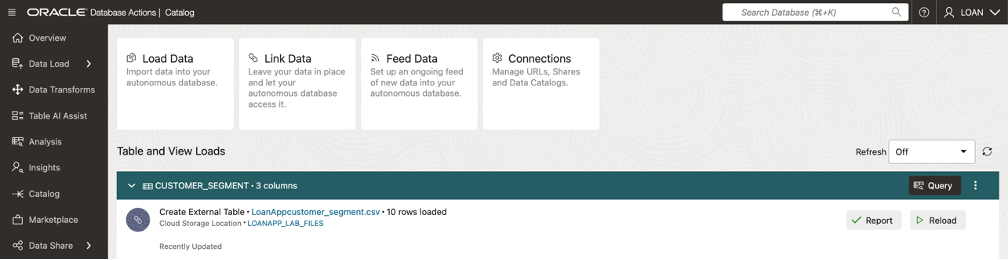 ORACLE Database Actions | Catalog
Search Database (⌘+K)
LOAN
Overview
Data Load
Data Transforms
Table AI Assist
Analysis
Insights
Catalog
Marketplace
Data Share
Load Data
Import data into your
autonomous database.
Link Data
Leave your data in place
and let your
autonomous database
access it.
Feed Data
Set up an ongoing feed
of new data into your
autonomous database.
Connections
Manage URLs, Shares
and Data Catalogs.
Table and View Loads
Refresh Off
CUSTOMER_SEGMENT • 3 columns
Query
Create External Table • LoanAppcustomer_segment.csv • 10 rows loaded
Cloud Storage Location • LOANAPP_LAB_FILES
Recently Updated
Report
Reload